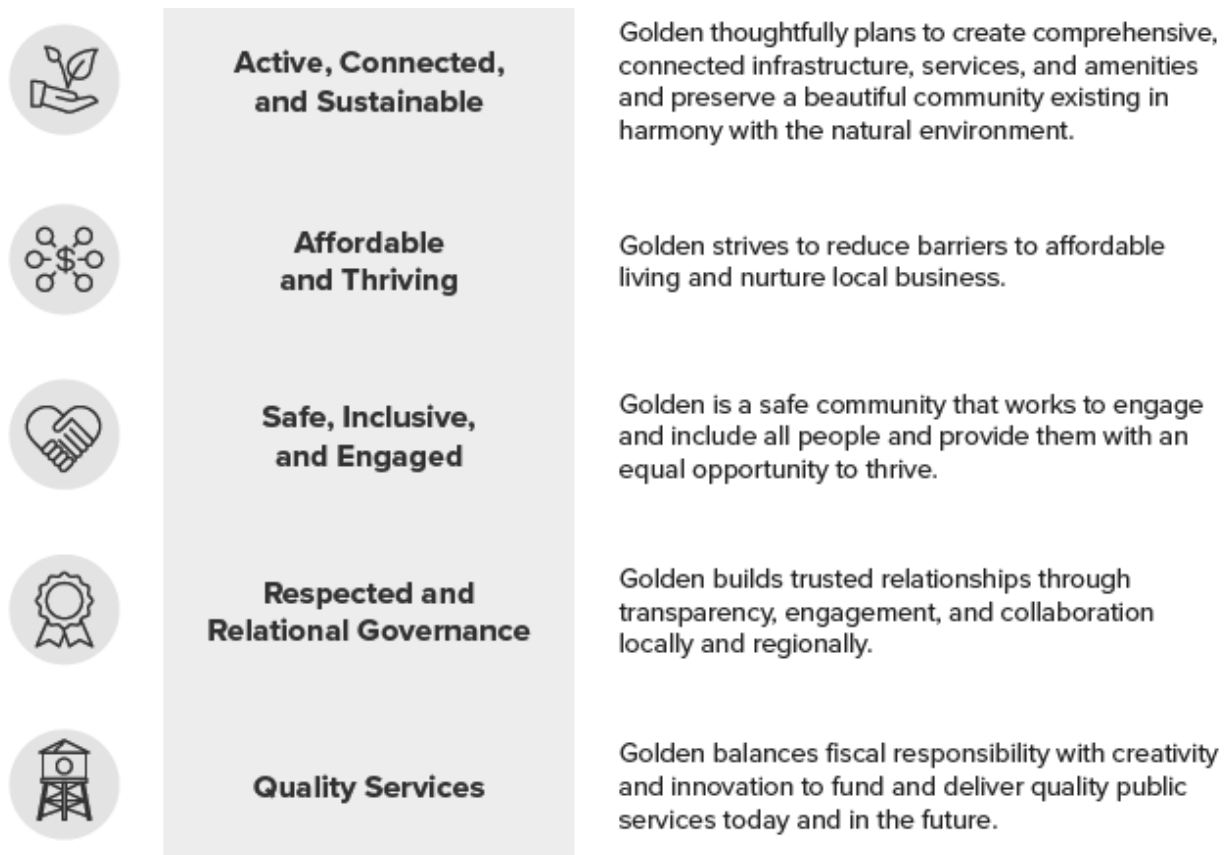 Active, Connected,
and Sustainable
Golden thoughtfully plans to create comprehensive,
connected infrastructure, services, and amenities
and preserve a beautiful community existing in
harmony with the natural environment.
Affordable
and Thriving
Golden strives to reduce barriers to affordable
living and nurture local business.
Safe, Inclusive,
and Engaged
Golden is a safe community that works to engage
and include all people and provide them with an
equal opportunity to thrive.
Respected and
Relational Governance
Golden builds trusted relationships through
transparency, engagement, and collaboration
locally and regionally.
Quality Services
Golden balances fiscal responsibility with creativity
and innovation to fund and deliver quality public
services today and in the future.